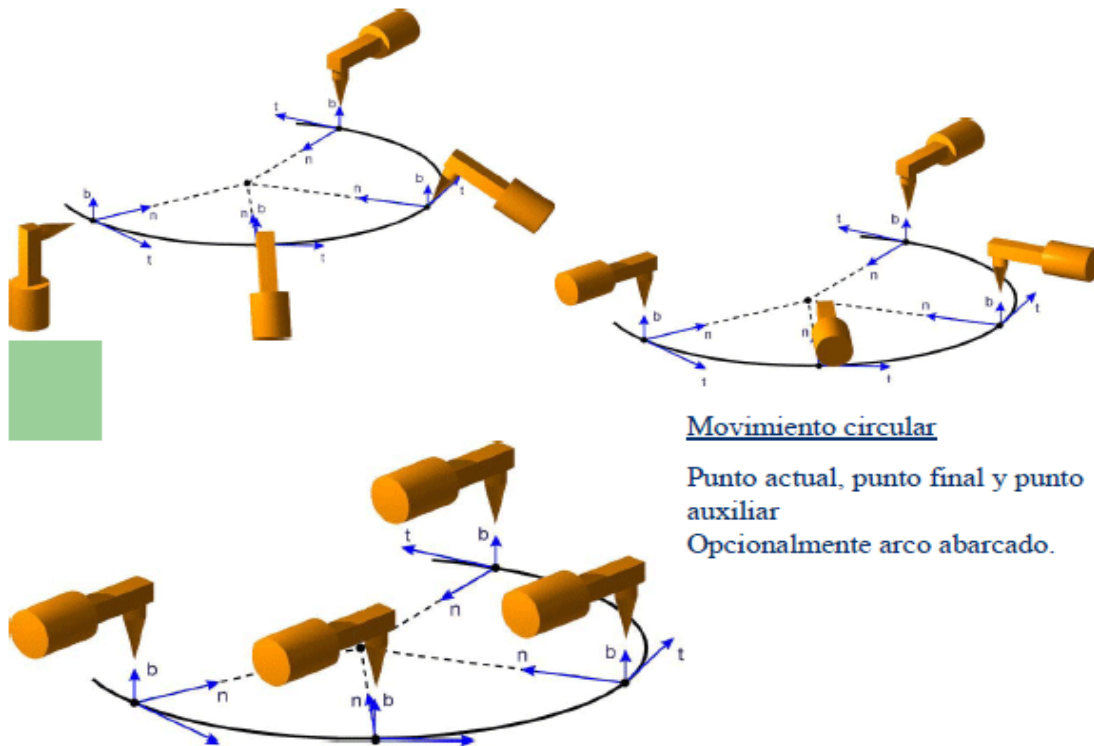 t
b
n
b
n
t
n
b
t
n
b
t
b
t
n
b
n
t
n
b
t
n
Movimiento circular
Punto actual, punto final y punto
auxiliar
Opcionalmente arco abarcado.
b
t
n
b
n
n
b
n
b
t